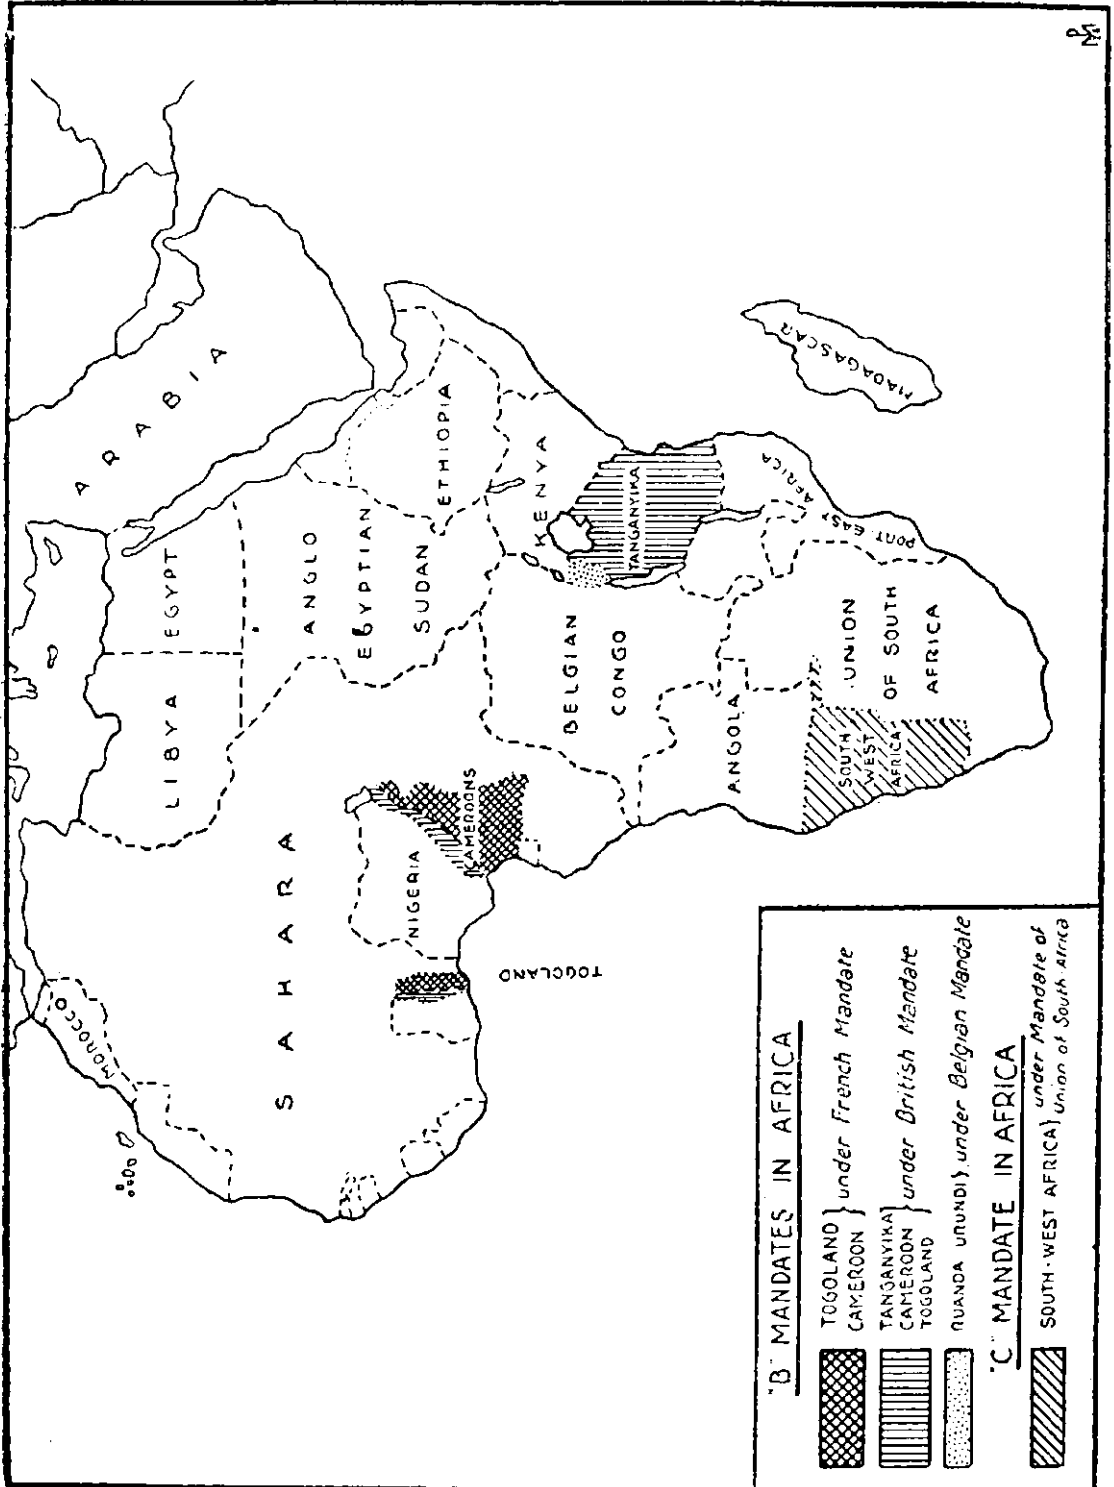 ARABIA
MOROCCO
LIBYA
EGYPT
SAHARA
ANGLO
EGYPTIAN
SUDAN
ETHIOPIA
NIGERIA
CAMEROONS
TOGOLAND
KENYA
BELGIAN
CONGO
TANGANYIKA
ANGOLA
PORT. EAST AFRICA
MADAGASCAR
SOUTH
WEST
AFRICA
UNION
OF SOUTH
AFRICA
"B" MANDATES IN AFRICA
TOGOLAND
CAMEROON } under French Mandate
TANGANYIKA
CAMEROON
TOGOLAND } under British Mandate
RUANDA URUNDI } under Belgian Mandate
"C" MANDATE IN AFRICA
SOUTH-WEST AFRICA } under Mandate of
Union of South Africa